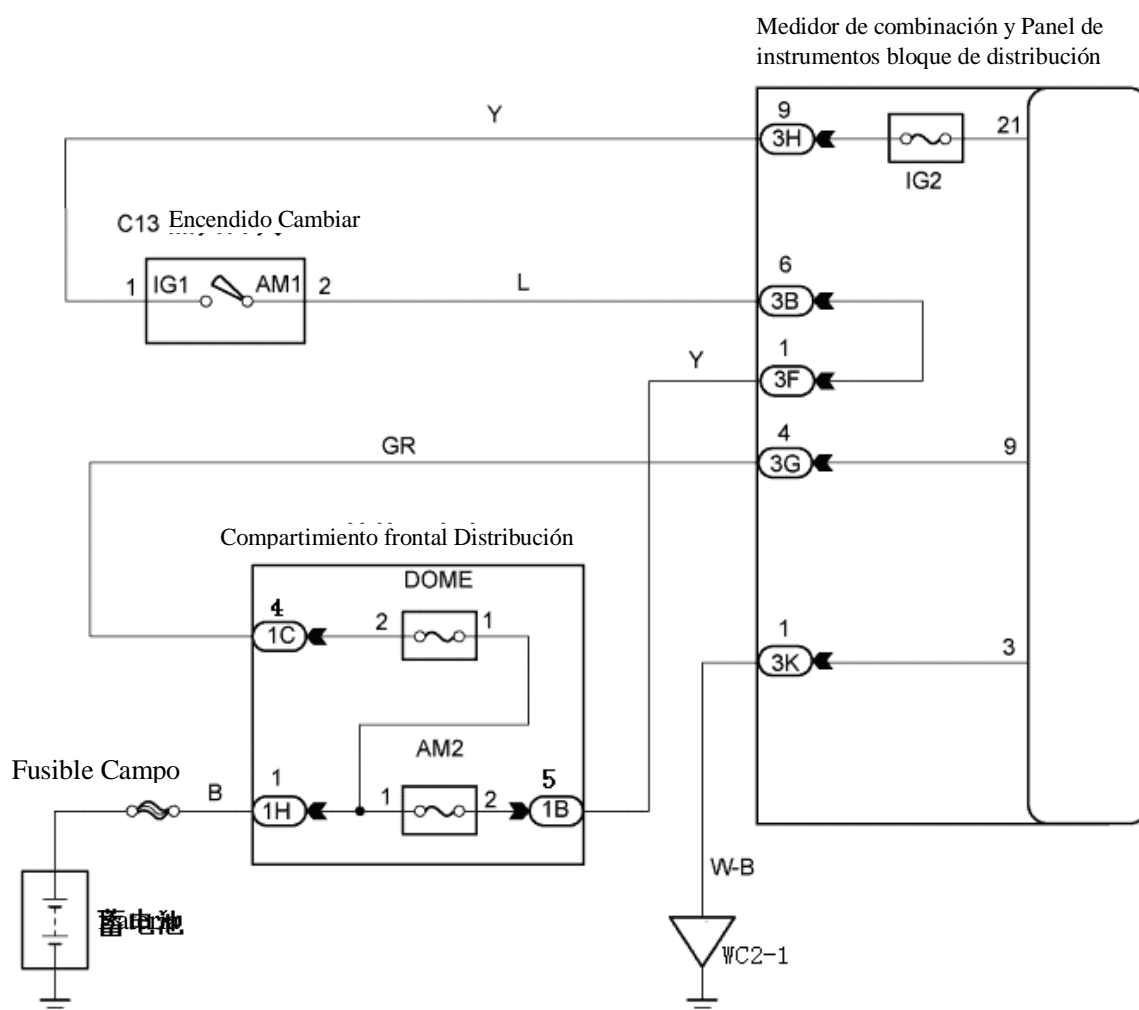 Medidor de combinación y Panel de
instrumentos bloque de distribución
Y
9
3H
21
IG2
C13 Encendido Cambiar
1
IG1
AM1
2
L
6
3B
1
3F
Y
GR
4
3G
9
Compartimiento frontal Distribución
DOME
4
1C
2
1
1
3K
3
Fusible Campo
B
1
1H
AM2
1
2
5
1B
W-B
蓄电池
WC2-1